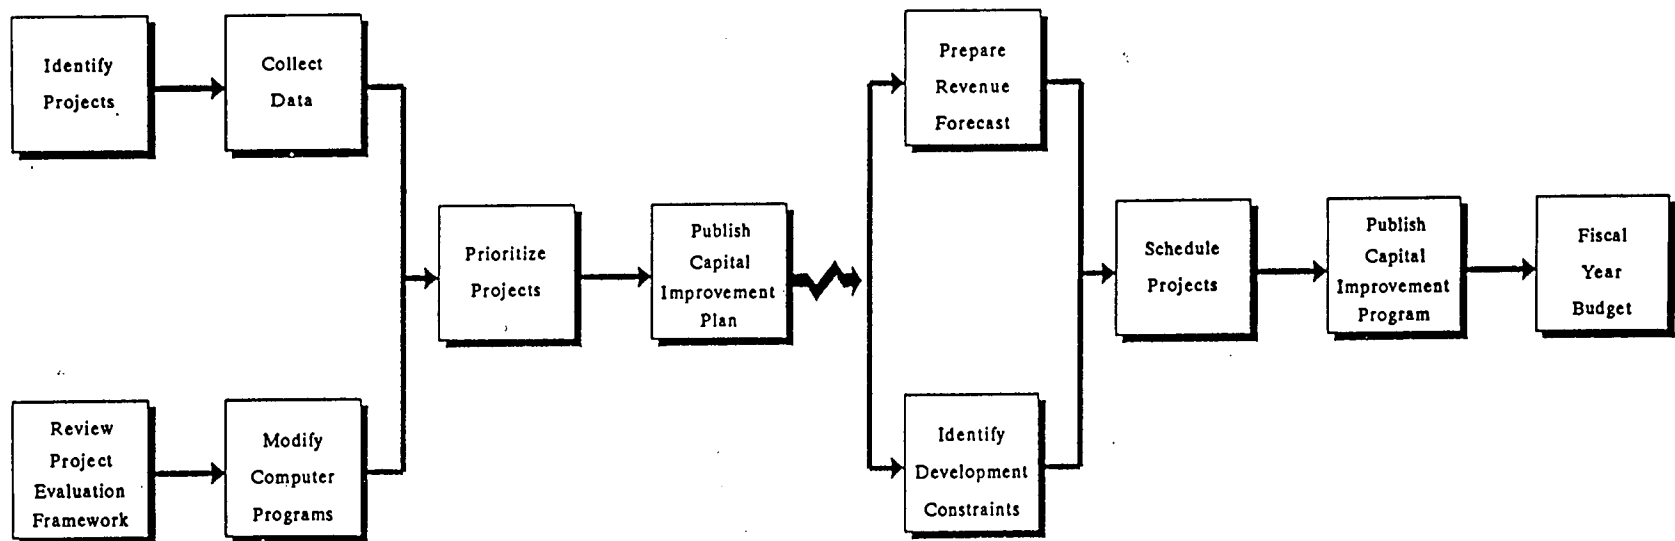 Identify
Projects
Collect
Data
Review
Project
Evaluation
Framework
Modify
Computer
Programs
Prioritize
Projects
Publish
Capital
Improvement
Plan
Prepare
Revenue
Forecast
Identify
Development
Constraints
Schedule
Projects
Publish
Capital
Improvement
Program
Fiscal
Year
Budget